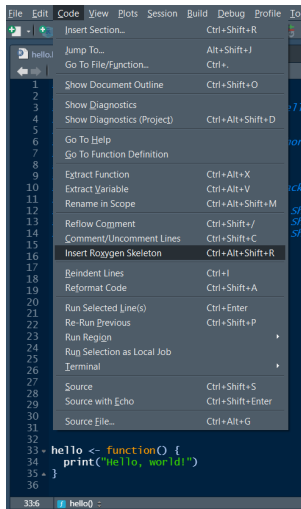 File Edit Code View Plots Session Build Debug Profile To
Insert Section... Ctrl+Shift+R
hello.
Jump To... Alt+Shift+J
Go To File/Function... Ctrl+.
1 Show Document Outline Ctrl+Shift+O
2
3 Show Diagnostics
4
5 Show Diagnostics (Project) Ctrl+Alt+Shift+D
6
7 Go To Help
8 Go To Function Definition
9 Extract Function Ctrl+Alt+X
10 Extract Variable Ctrl+Alt+V
11 Rename in Scope Ctrl+Alt+Shift+M
12
13 Reflow Comment Ctrl+Shift+/
14
15 Comment/Uncomment Lines Ctrl+Shift+C
16 Insert Roxygen Skeleton Ctrl+Alt+Shift+R
17
18 Reindent Lines Ctrl+I
19 Reformat Code Ctrl+Shift+A
20
21 Run Selected Line(s) Ctrl+Enter
22 Re-Run Previous Ctrl+Shift+P
23 Run Region
24
25 Run Selection as Local Job
26 Terminal
27 Source Ctrl+Shift+S
28
29 Source with Echo Ctrl+Shift+Enter
30
31 Source File... Ctrl+Alt+G
32
33 hello <- function() {
34 print("Hello, world!")
35 }
36
33:6 f hello() :